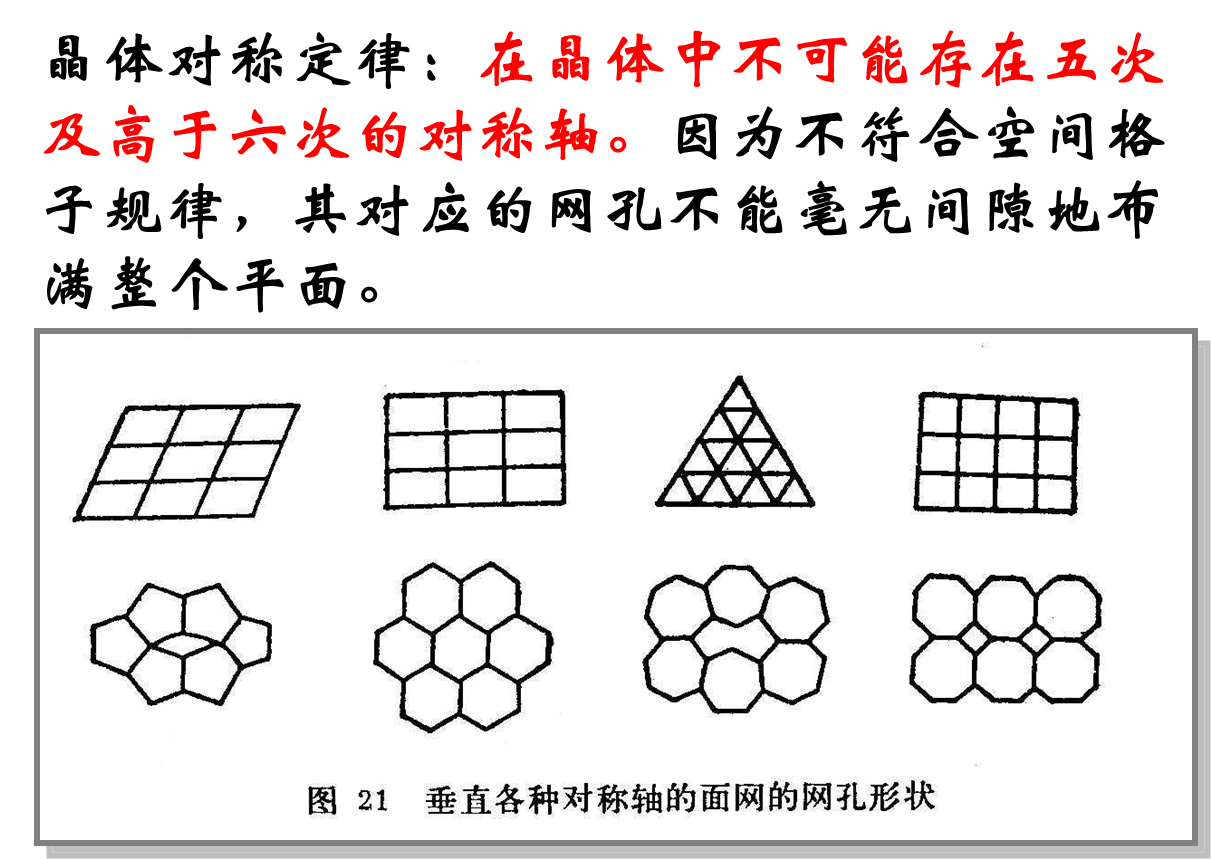 晶体对称定律：在晶体中不可能存在五次
及高于六次的对称轴。因为不符合空间格
子规律，其对应的网孔不能毫无间隙地布
满整个平面。
图 21 垂直各种对称轴的面网的网孔形状